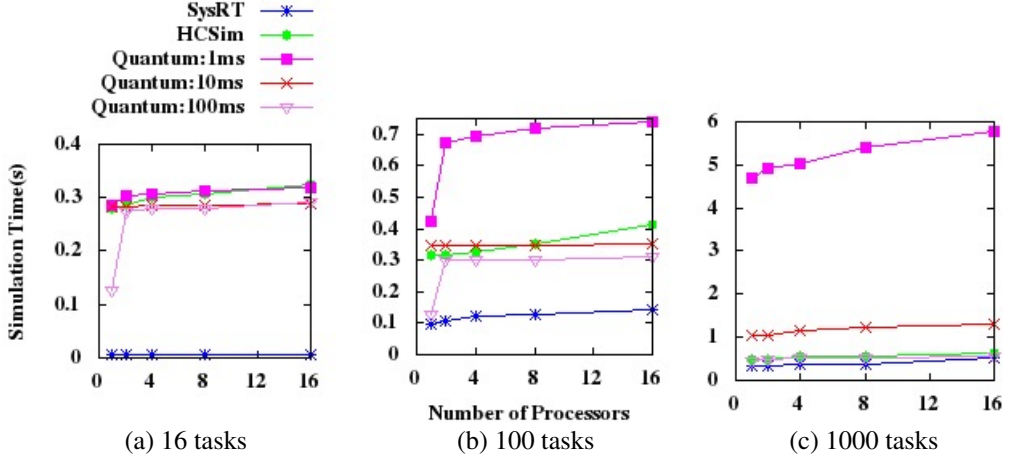 SysRT
HCSim
Quantum:1ms
Quantum:10ms
Quantum:100ms
Simulation Time(s)
0.4
0.3
0.2
0.1
0
0 4 8 12 16
0.7
0.6
0.5
0.4
0.3
0.2
0.1
0
0 4 8 12 16
6
5
4
3
2
1
0
0 4 8 12 16
Number of Processors
(a) 16 tasks
(b) 100 tasks
(c) 1000 tasks